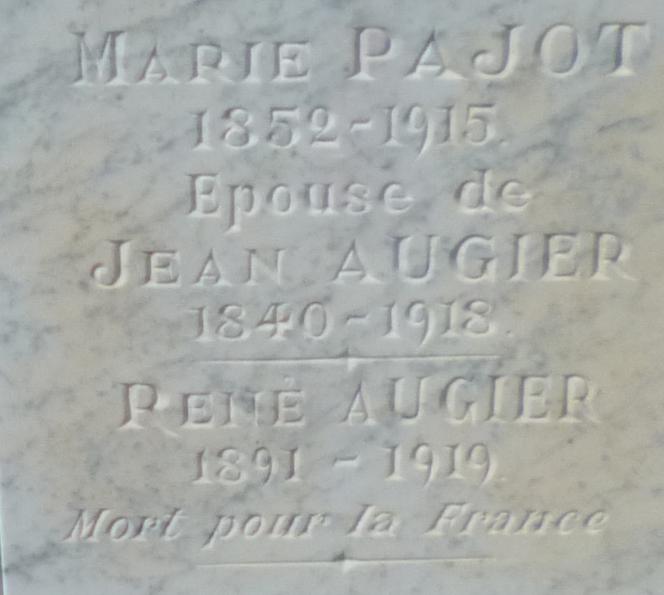 MARIE PAJOT
1852-1915.
Epouse de
JEAN AUGIER
1840-1918.
RENÉ AUGIER
1891 - 1919.
Mort pour la France